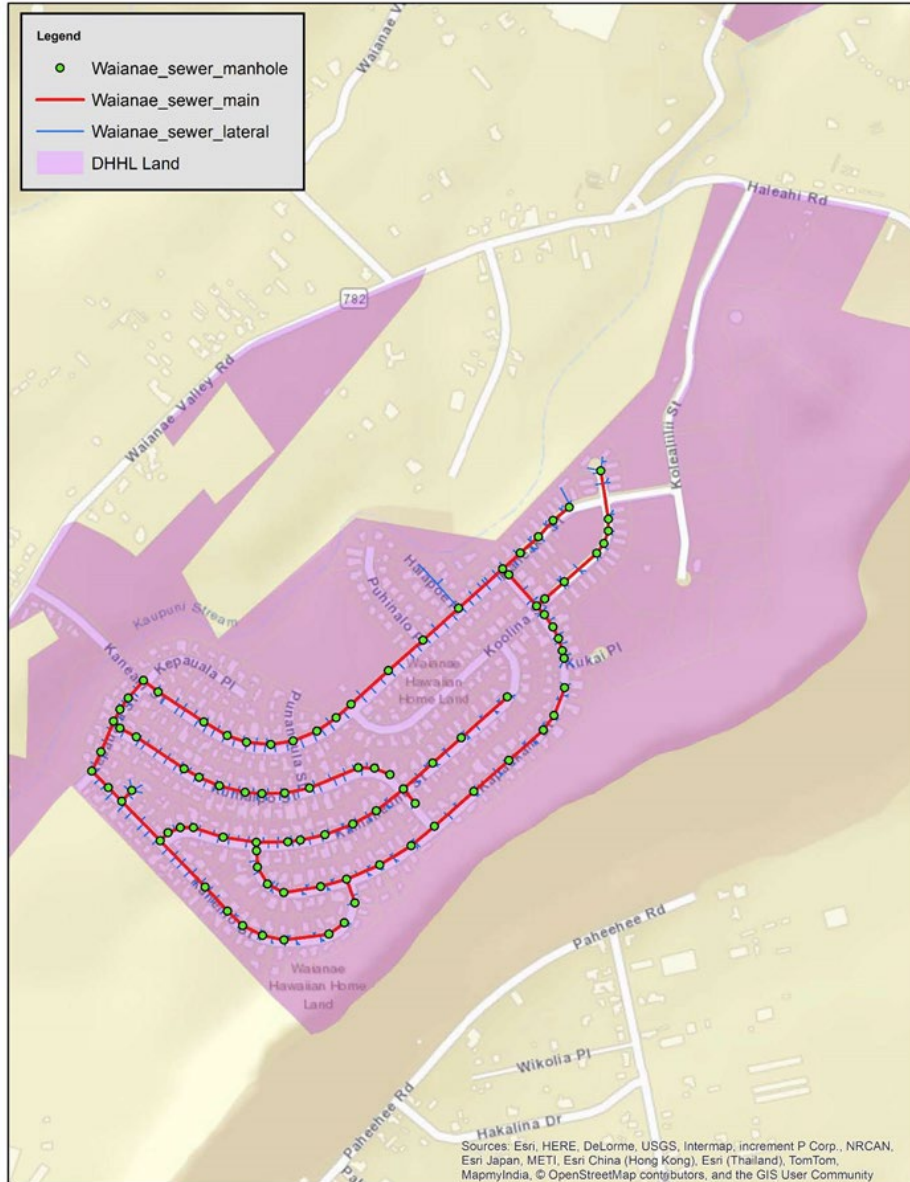 Legend
Waianae_sewer_manhole
Waianae_sewer_main
Waianae_sewer_lateral
DHHL Land
Waianae Va
Haleahi Rd
782
Waianae Valley Rd
Kolealiilii St
Puhinalo
Kaupuni Stream
Kepauala Pl
Koolina
Kukai Pl
Waianae
Hawaiian
Home Land
Waianae
Hawaiian Home
Land
Paheehee Rd
Wikolia Pl
Hakalina Dr
Paheehee Rd
Sources: Esri, HERE, DeLorme, USGS, Intermap, increment P Corp., NRCAN,
Esri Japan, METI, Esri China (Hong Kong), Esri (Thailand), TomTom,
MapmyIndia, © OpenStreetMap contributors, and the GIS User Community